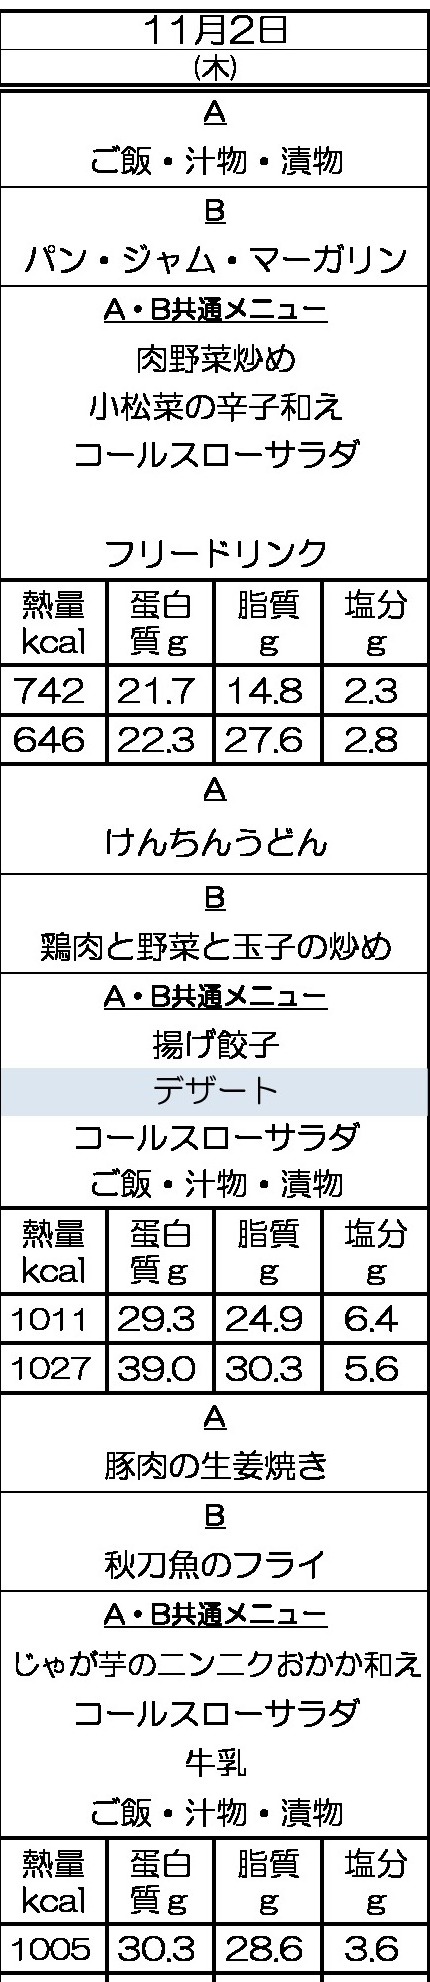 11月2日
(木)
A
ご飯・汁物・漬物
B
パン・ジャム・マーガリン
A・B共通メニュー
肉野菜炒め
小松菜の辛子和え
コールスローサラダ
フリードリンク
熱量 蛋白 脂質 塩分
kcal 質g g g
742 21.7 14.8 2.3
646 22.3 27.6 2.8
A
けんちんうどん
B
鶏肉と野菜と玉子の炒め
A・B共通メニュー
揚げ餃子
デザート
コールスローサラダ
ご飯・汁物・漬物
熱量 蛋白 脂質 塩分
kcal 質g g g
1011 29.3 24.9 6.4
1027 39.0 30.3 5.6
A
豚肉の生姜焼き
B
秋刀魚のフライ
A・B共通メニュー
じゃが芋のニンニクおかか和え
コールスローサラダ
牛乳
ご飯・汁物・漬物
熱量 蛋白 脂質 塩分
kcal 質g g g
1005 30.3 28.6 3.6